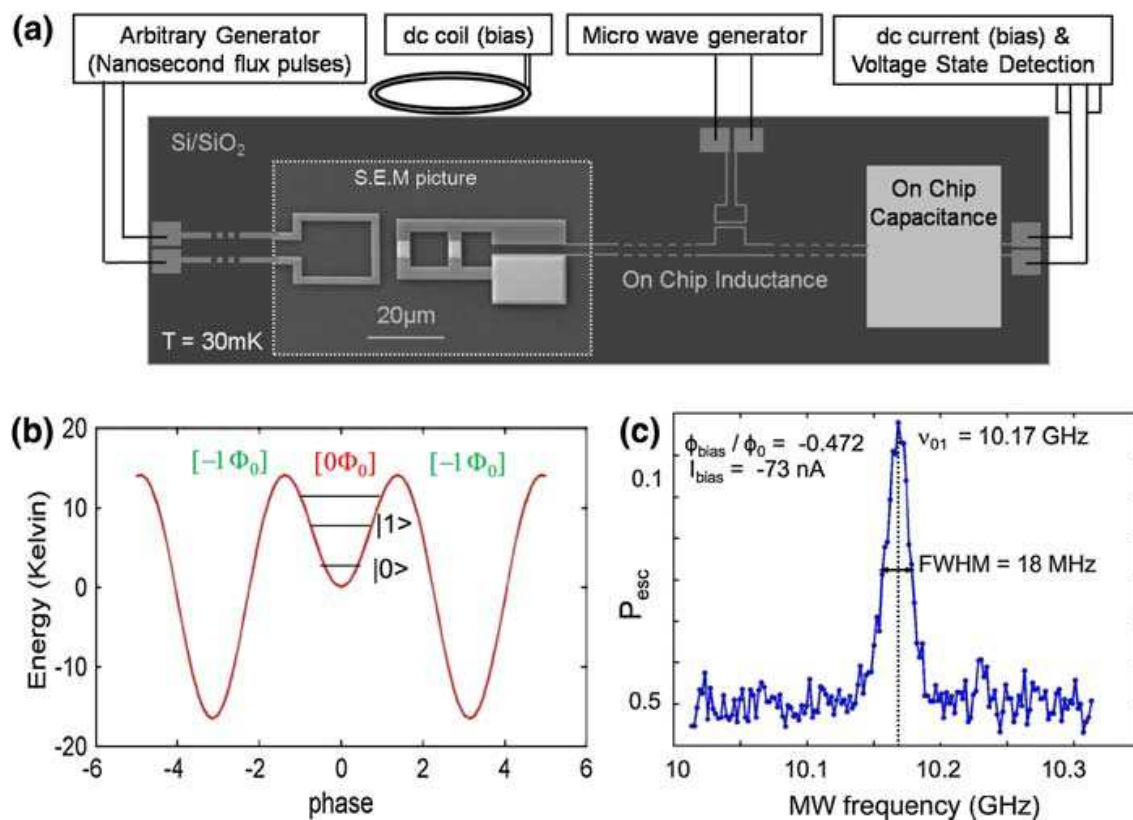 (a)
Arbitrary Generator
(Nanosecond flux pulses)
dc coil (bias)
Micro wave generator
dc current (bias) &
Voltage State Detection
Si/SiO₂
S.E.M picture
20μm
T = 30mK
On Chip Inductance
On Chip
Capacitance
(b)
20
10
0
-10
-20
Energy (Kelvin)
[-1 Φ₀]
[0Φ₀]
[-1 Φ₀]
|1>
|0>
-6
-4
-2
0
2
4
6
phase
(c)
ϕbias / ϕ₀ = -0.472
Ibias = -73 nA
ν₀₁ = 10.17 GHz
FWHM = 18 MHz
0.1
0.5
Pesc
10
10.1
10.2
10.3
MW frequency (GHz)